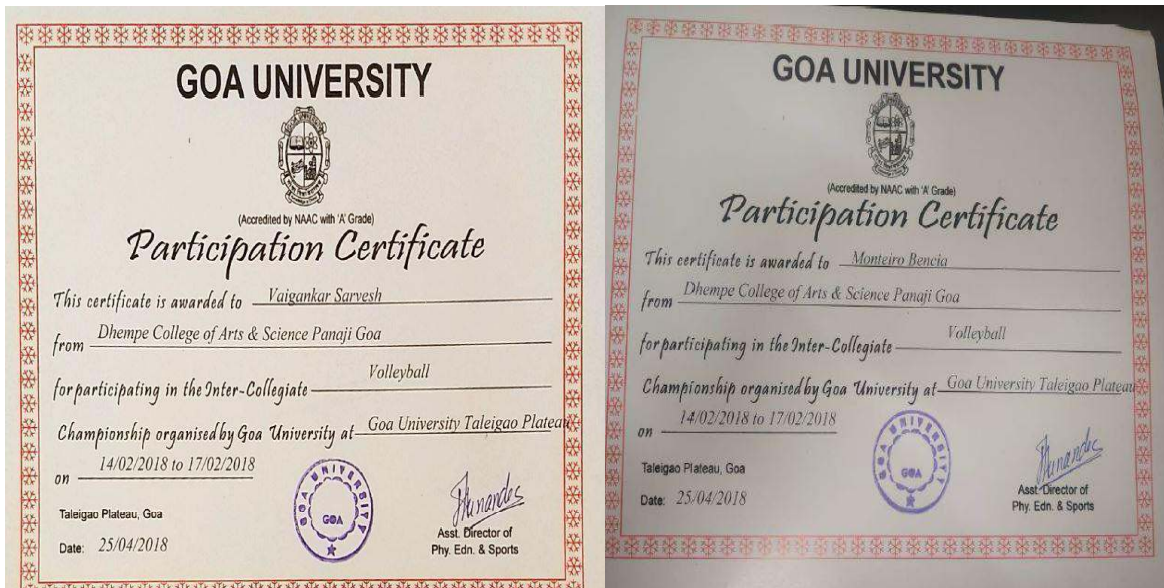 GOA UNIVERSITY
(Accredited by NAAC with 'A' Grade)
Participation Certificate
This certificate is awarded to Vaigankar Sarvesh
from Dhempe College of Arts & Science Panaji Goa
for participating in the Inter-Collegiate Volleyball
Championship organised by Goa University at Goa University Taleigao Plateau
on 14/02/2018 to 17/02/2018
GOA UNIVERSITY
GOA
Taleigao Plateau, Goa
Date: 25/04/2018
Asst. Director of
Phy. Edn. & Sports
GOA UNIVERSITY
(Accredited by NAAC with 'A' Grade)
Participation Certificate
This certificate is awarded to Monteiro Bencia
from Dhempe College of Arts & Science Panaji Goa
for participating in the Inter-Collegiate Volleyball
Championship organised by Goa University at Goa University Taleigao Plateau
on 14/02/2018 to 17/02/2018
GOA UNIVERSITY
GOA
Taleigao Plateau, Goa
Date: 25/04/2018
Asst. Director of
Phy. Edn. & Sports